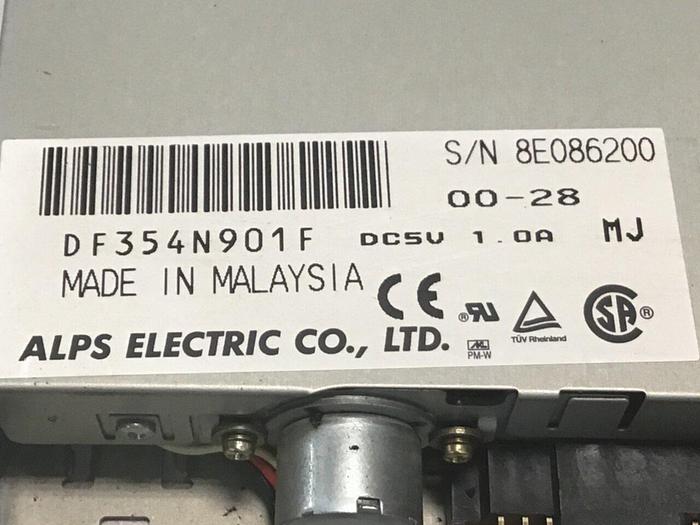 S/N 8E086200
00-28
DF354N901F DC5V 1.0A MJ
MADE IN MALAYSIA
CE
ALPS ELECTRIC CO., LTD.
TÜV Rheinland
PM-W
SA ®